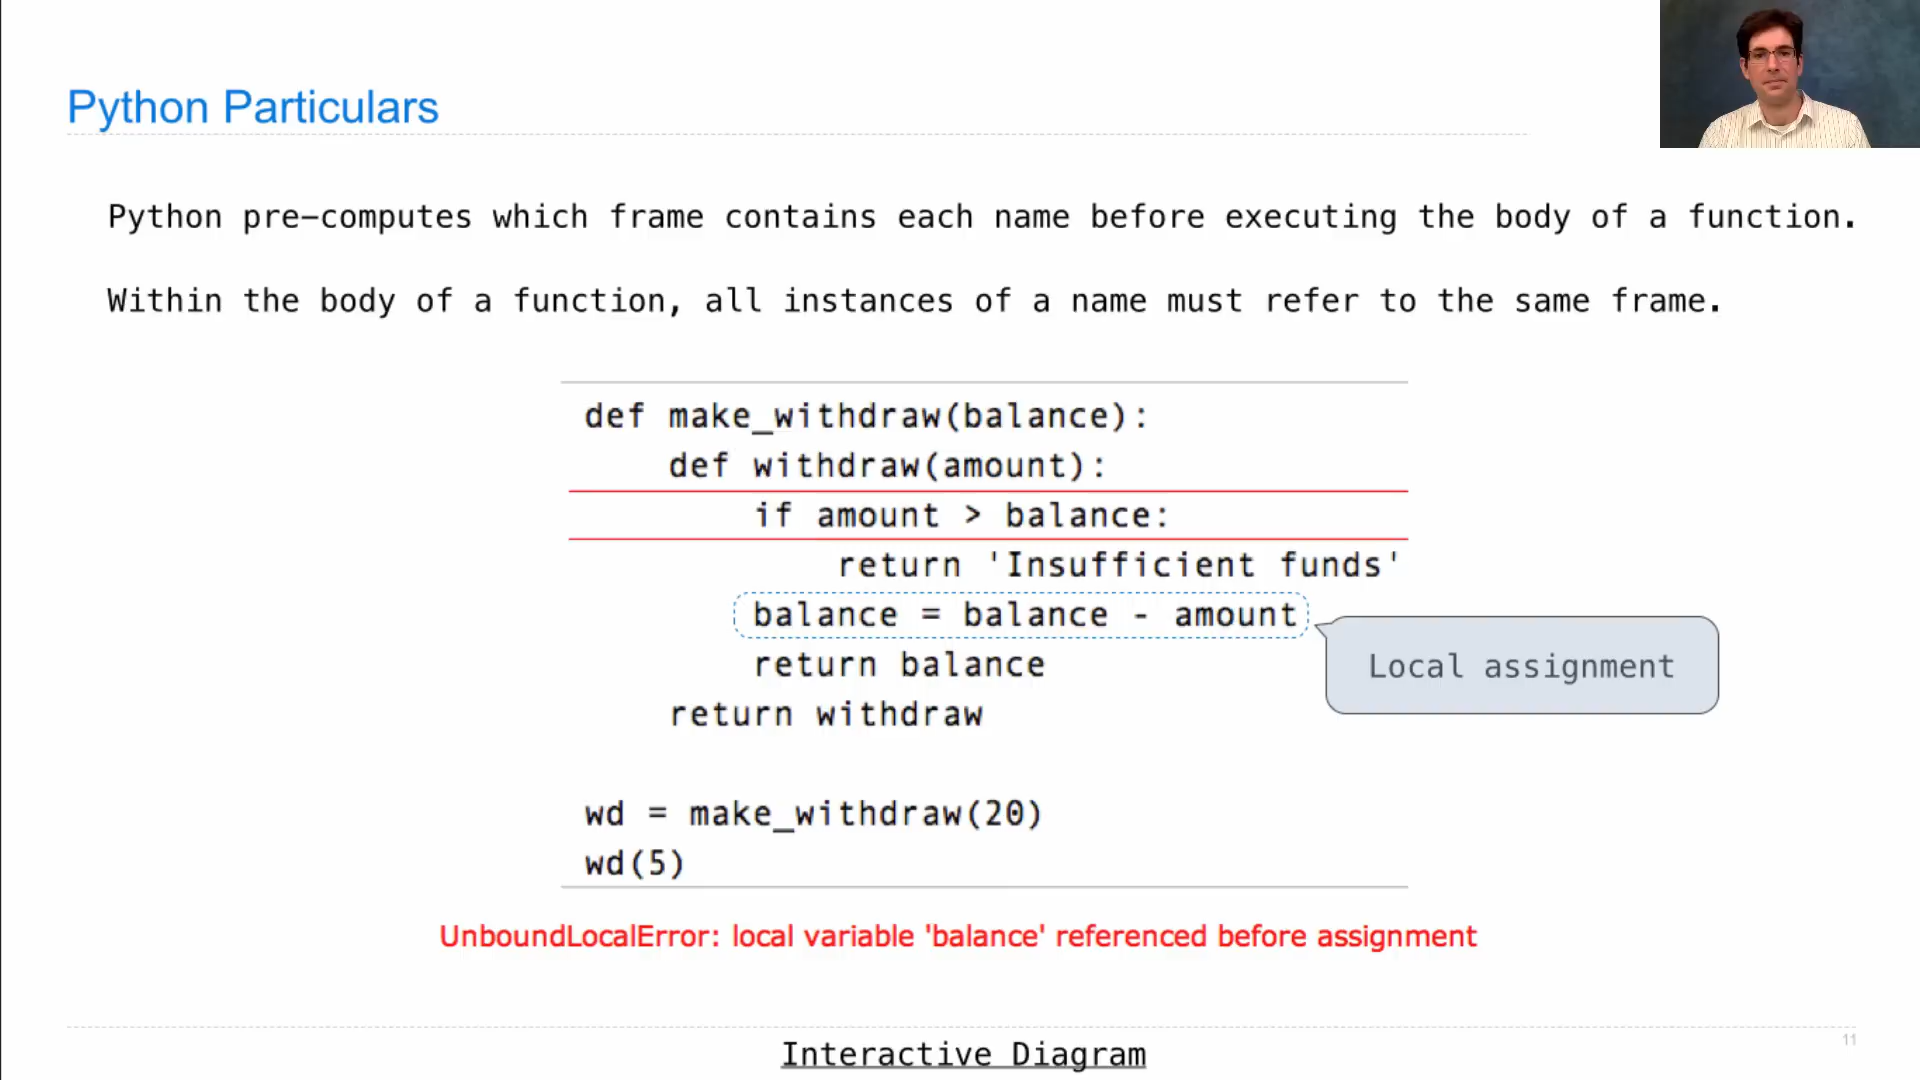 Python Particulars
Python pre-computes which frame contains each name before executing the body of a function.
Within the body of a function, all instances of a name must refer to the same frame.
def make_withdraw(balance):
    def withdraw(amount):
        if amount > balance:
            return 'Insufficient funds'
        balance = balance - amount
        return balance
    return withdraw
Local assignment
wd = make_withdraw(20)
wd(5)
UnboundLocalError: local variable 'balance' referenced before assignment
Interactive Diagram
11